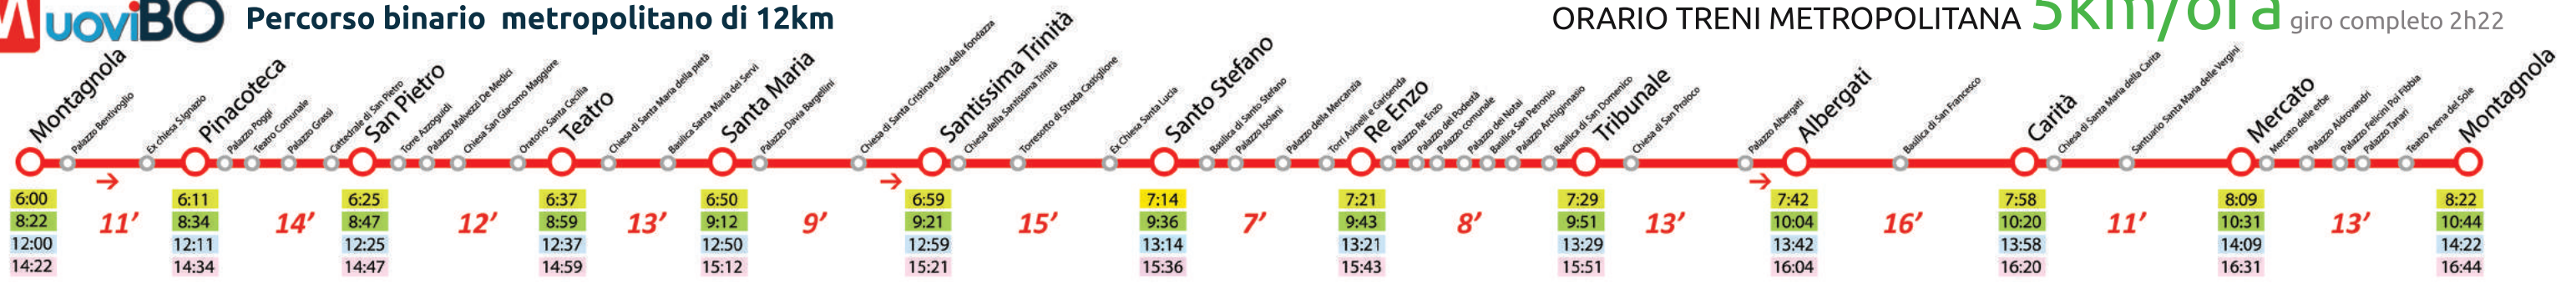 MUoviBO Percorso binario metropolitano di 12km
ORARIO TRENI METROPOLITANA 5km/ora giro completo 2h22
Montagnola
Palazzo Bentivoglio
Ex chiesa S.Ignazio
Pinacoteca
Palazzo Poggi
Teatro Comunale
Palazzo Grassi
Cattedrale di San Pietro
San Pietro
Torre Azzoguidi
Palazzo Malvezzi De Medici
Chiesa San Giacomo Maggiore
Oratorio Santa Cecilia
Teatro
Chiesa di Santa Maria della pietà
Basilica Santa Maria dei Servi
Santa Maria
Palazzo Davia Bargellini
Chiesa di Santa Cristina della della fondazza
Santissima Trinità
Chiesa della Santissima Trinità
Torresotto di Strada Castiglione
Ex Chiesa Santa Lucia
Santo Stefano
Basilica di Santo Stefano
Palazzo Isolani
Palazzo della Mercanzia
Torri Asinelli e Garisenda
Re Enzo
Palazzo Re Enzo
Palazzo del Podestà
Palazzo comunale
Palazzo dei Notai
Basilica San Petronio
Palazzo Archiginnasio
Basilica di San Domenico
Tribunale
Chiesa di San Proloco
Palazzo Albergati
Albergati
Basilica di San Francesco
Carità
Chiesa di Santa Maria della Carita
Santuario Santa Maria delle Vergini
Mercato
Mercato delle erbe
Palazzo Aldrovandri
Palazzo Felicini Poi Fibbia
Palazzo Tanari
Teatro Arena del Sole
Montagnola
→ → →
6:00 6:11 6:25 6:37 6:50 6:59 7:14 7:21 7:29 7:42 7:58 8:09 8:22
8:22 8:34 8:47 8:59 9:12 9:21 9:36 9:43 9:51 10:04 10:20 10:31 10:44
11’ 14’ 12’ 13’ 9’ 15’ 7’ 8’ 13’ 16’ 11’ 13’
12:00 12:11 12:25 12:37 12:50 12:59 13:14 13:21 13:29 13:42 13:58 14:09 14:22
14:22 14:34 14:47 14:59 15:12 15:21 15:36 15:43 15:51 16:04 16:20 16:31 16:44